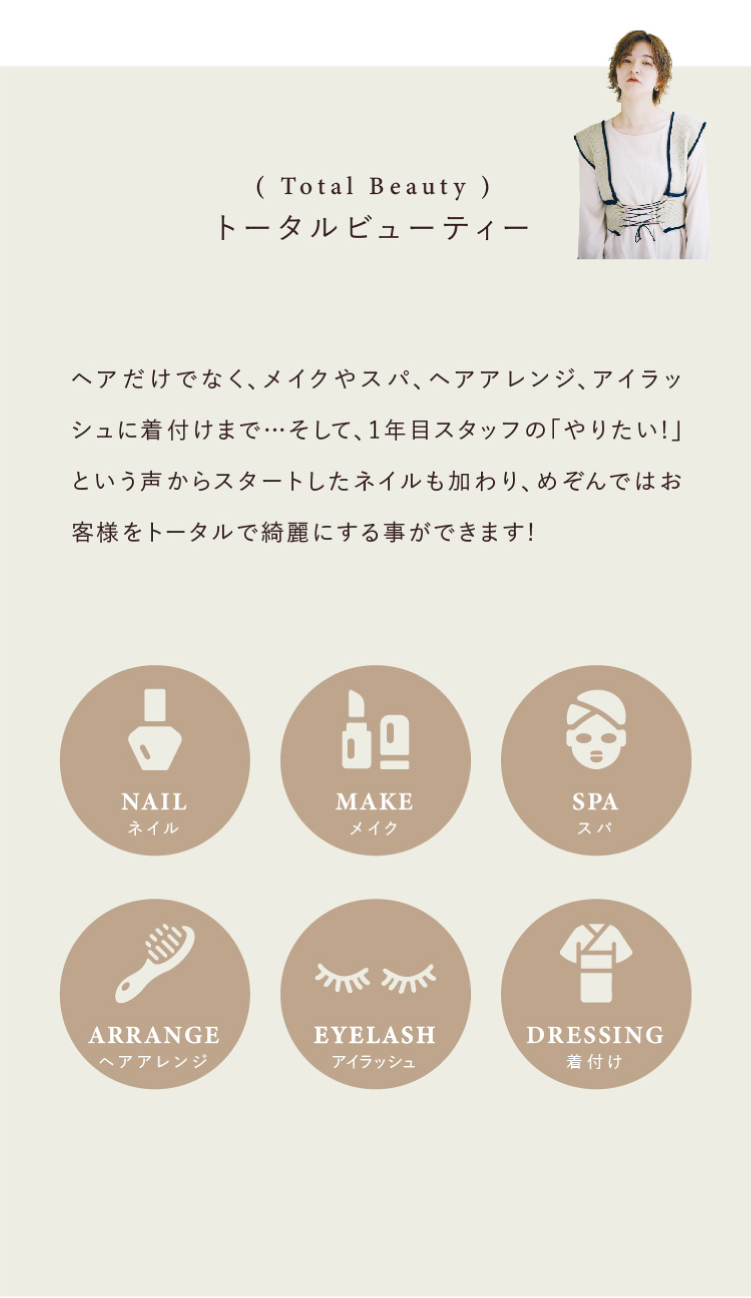 ( Total Beauty )
トータルビューティー
ヘアだけでなく、メイクやスパ、ヘアアレンジ、アイラッ
シュに着付けまで…そして、1年目スタッフの「やりたい!」
という声からスタートしたネイルも加わり、めぞんではお
客様をトータルで綺麗にする事ができます!
NAIL
ネイル
MAKE
メイク
SPA
スパ
ARRANGE
ヘアアレンジ
EYELASH
アイラッシュ
DRESSING
着付け